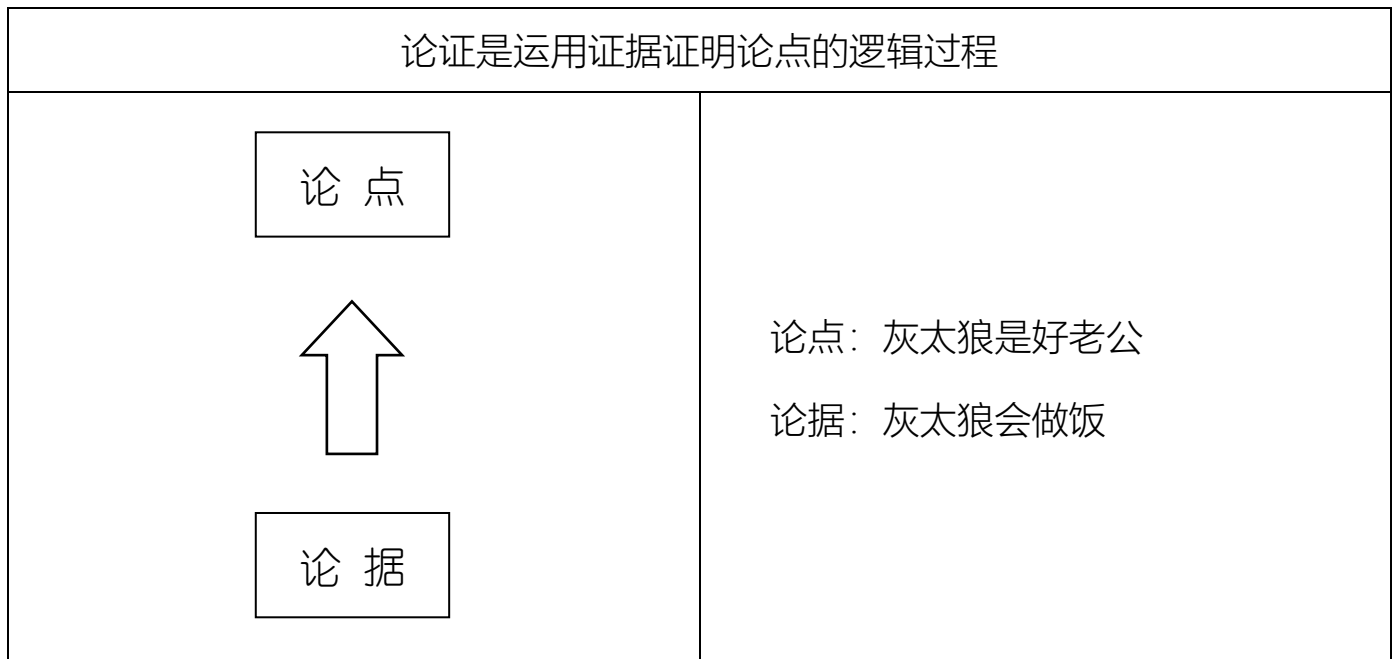 论证是运用证据证明论点的逻辑过程
论 点
论点：灰太狼是好老公
论据：灰太狼会做饭
论 据